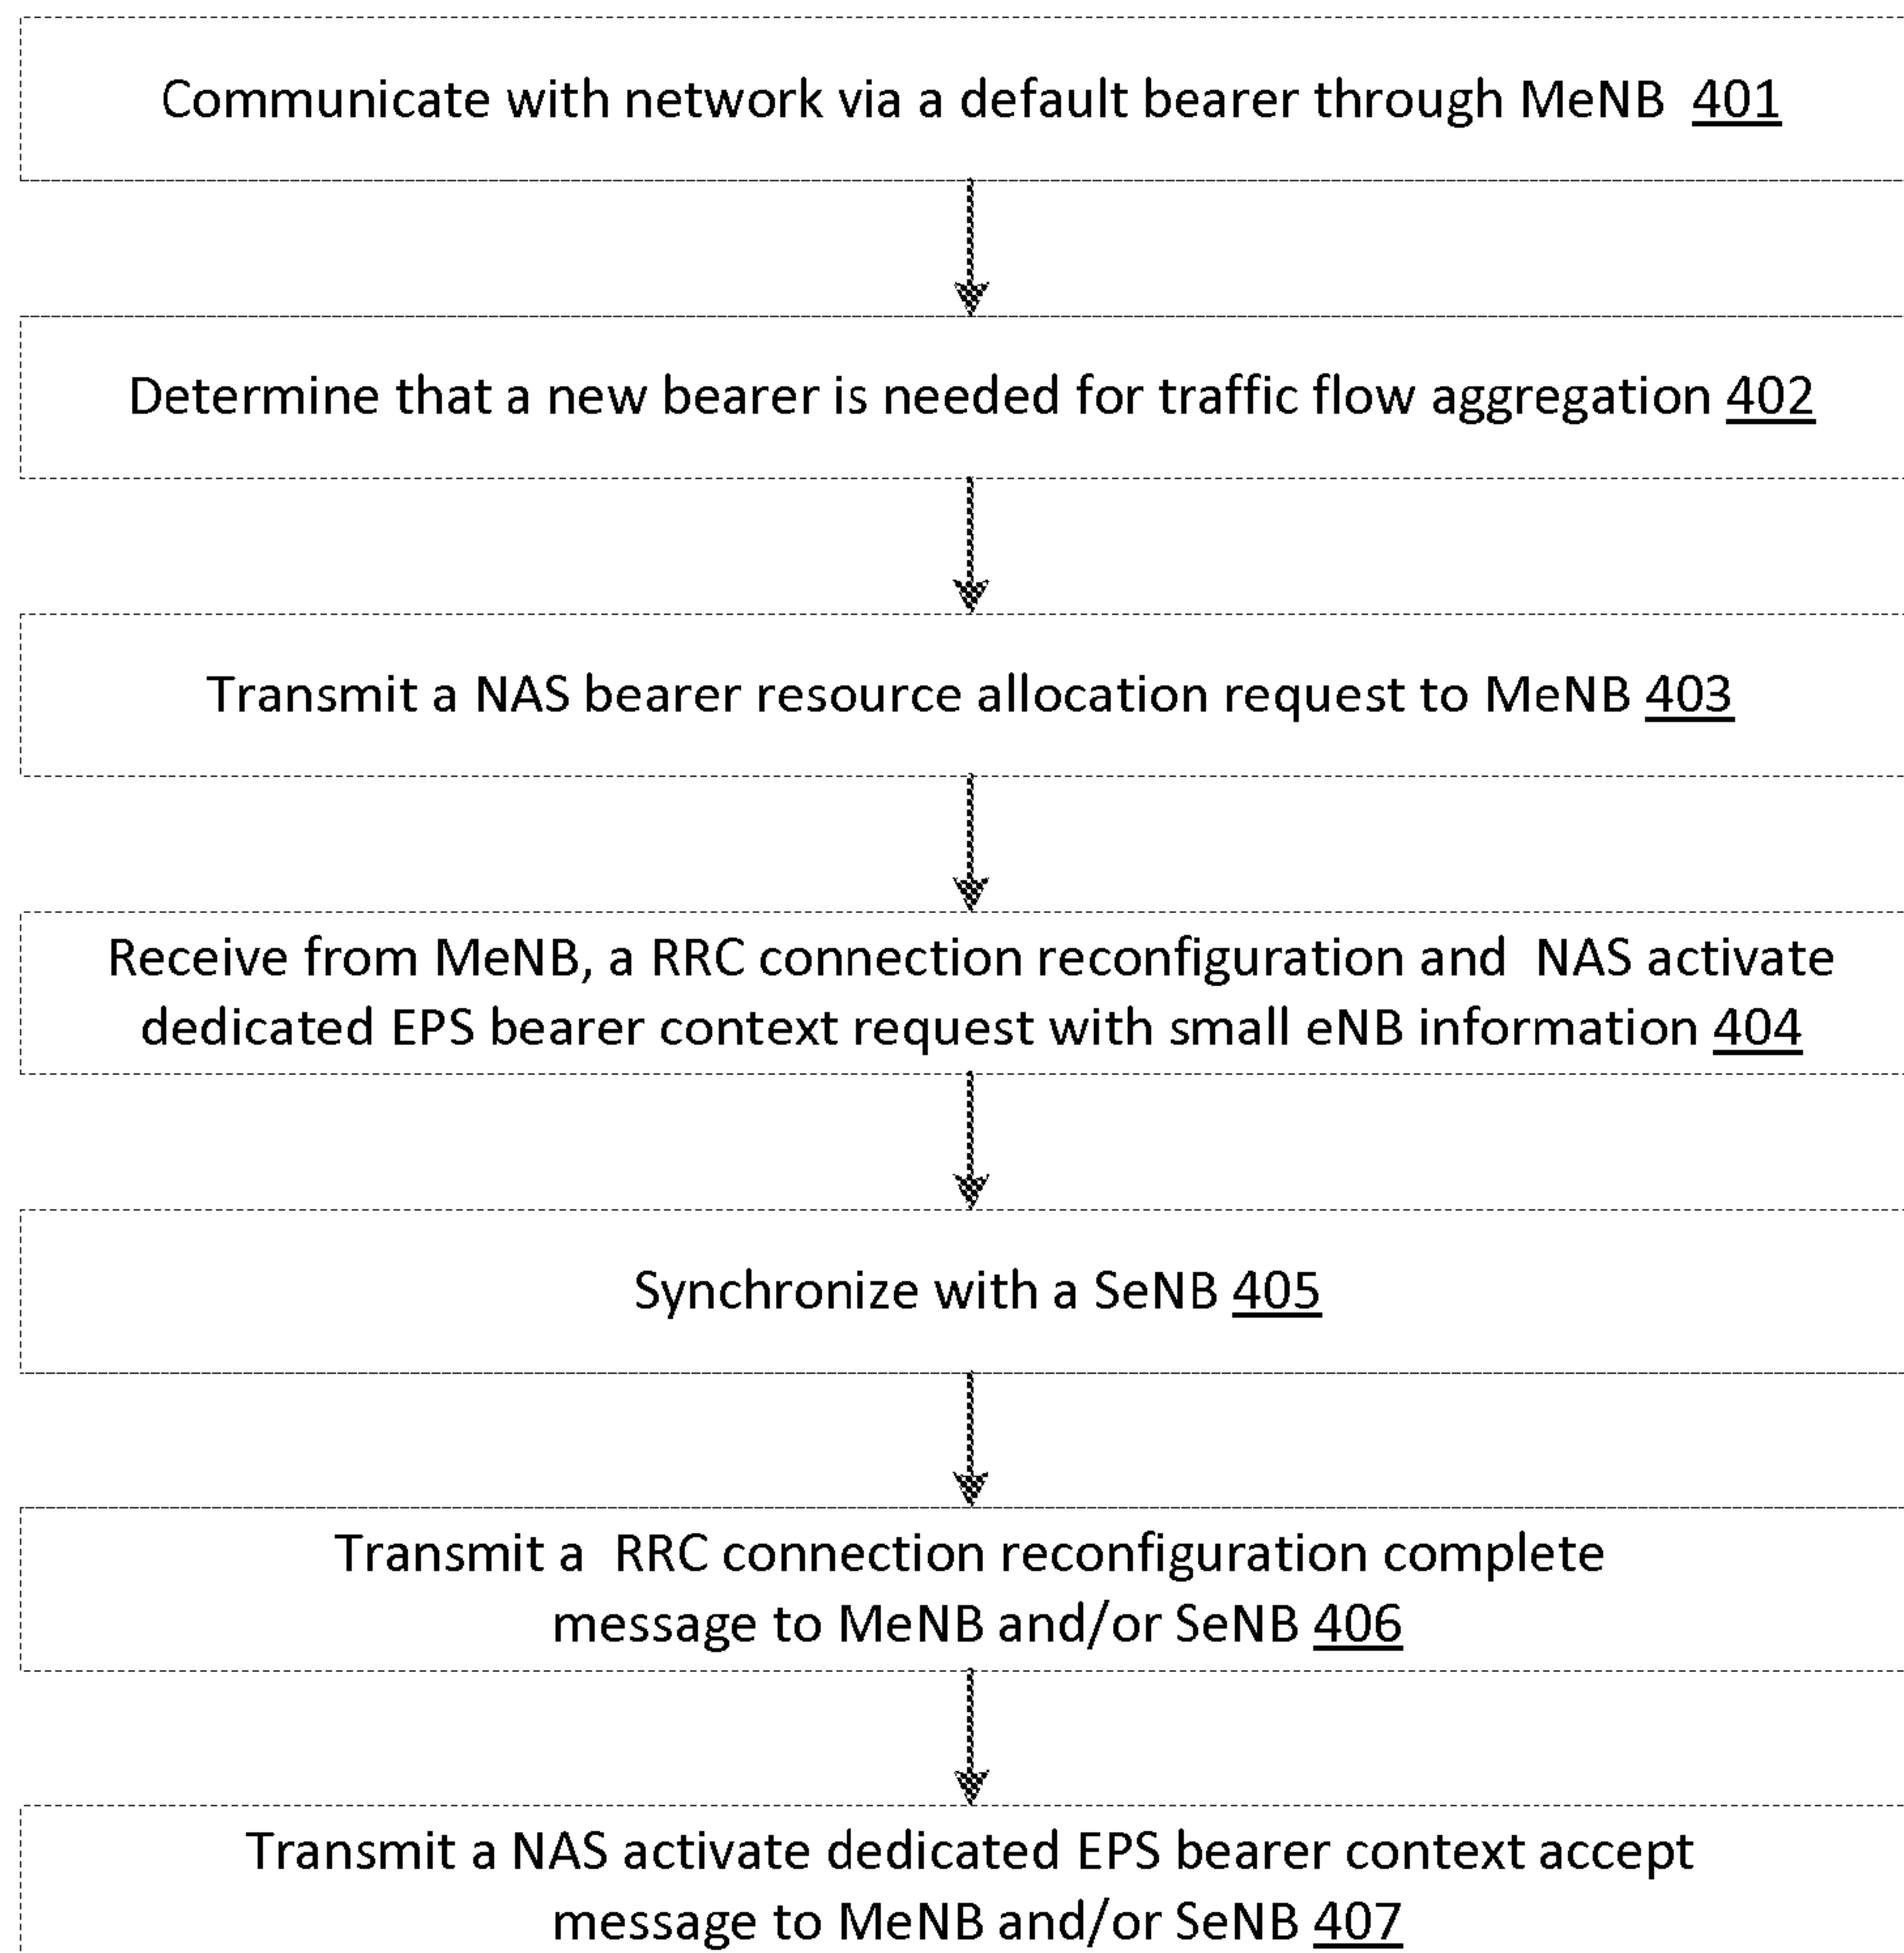 Communicate with network via a default bearer through MeNB 401
Determine that a new bearer is needed for traffic flow aggregation 402
Transmit a NAS bearer resource allocation request to MeNB 403
Receive from MeNB, a RRC connection reconfiguration and NAS activate
dedicated EPS bearer context request with small eNB information 404
Synchronize with a SeNB 405
Transmit a RRC connection reconfiguration complete
message to MeNB and/or SeNB 406
Transmit a NAS activate dedicated EPS bearer context accept
message to MeNB and/or SeNB 407